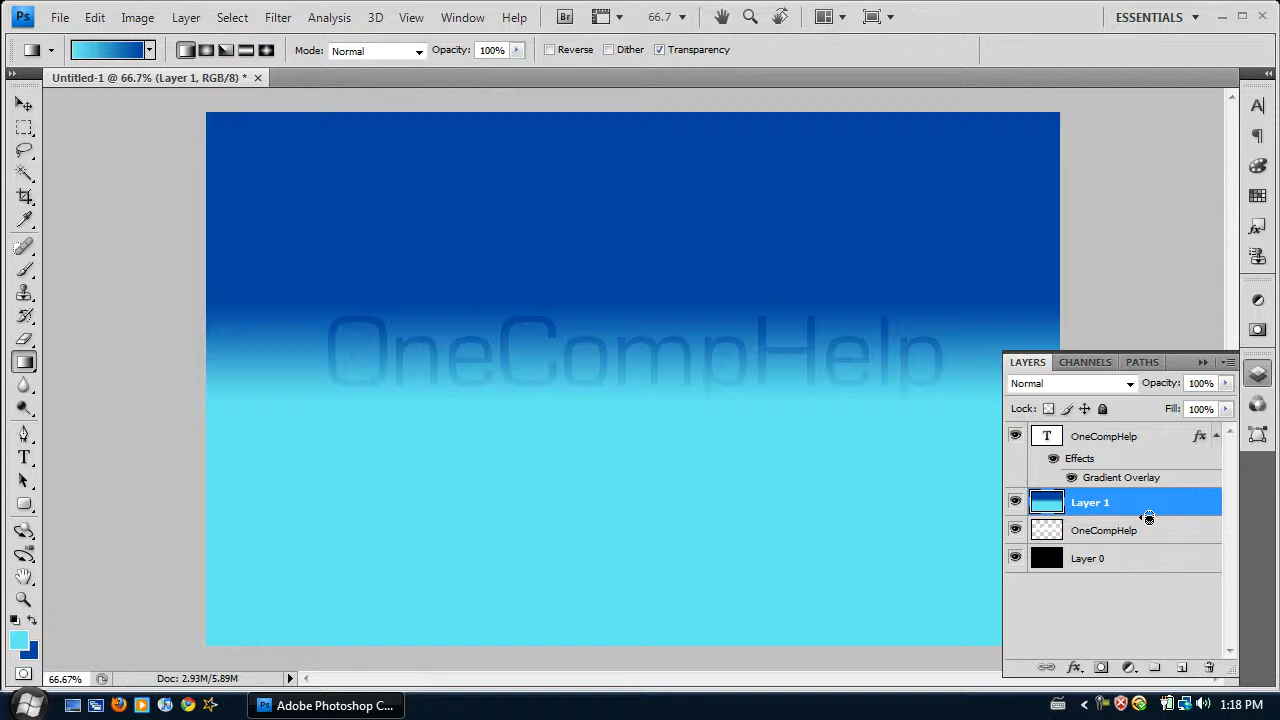 Ps File Edit Image Layer Select Filter Analysis 3D View Window Help Br 66.7 ESSENTIALS
Mode: Normal Opacity: 100% Reverse Dither Transparency
Untitled-1 @ 66.7% (Layer 1, RGB/8) *
OneCompHelp
LAYERS CHANNELS PATHS
Normal Opacity: 100%
Lock: Fill: 100%
T OneCompHelp fx
Effects
Gradient Overlay
Layer 1
OneCompHelp
Layer 0
66.67% Doc: 2.93M/5.89M
Ps Adobe Photoshop C... 1:18 PM